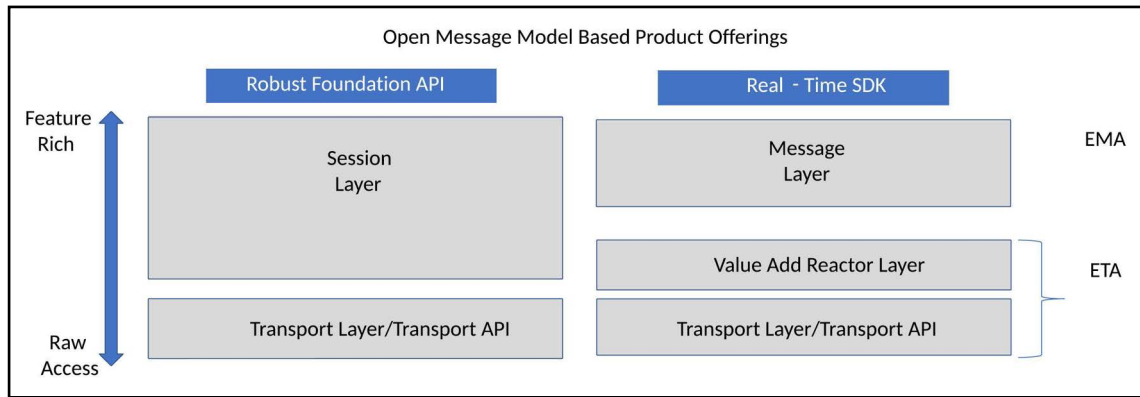 Open Message Model Based Product Offerings
Robust Foundation API
Real - Time SDK
Feature
Rich
Session
Layer
Message
Layer
EMA
Value Add Reactor Layer
ETA
Transport Layer/Transport API
Transport Layer/Transport API
Raw
Access